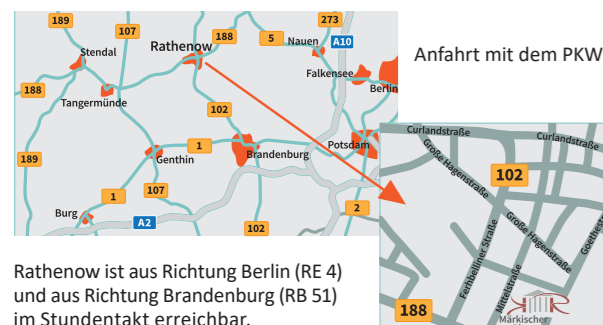 189
107
273
Stendal
Rathenow
188
5
Nauen
A10
Anfahrt mit dem PKW
Falkensee
Berlin
188
Tangermünde
102
1
Genthin
Brandenburg
Potsdam
189
107
1
Burg
A2
102
2
Curlandstraße
Curlandstraße
Große Hagenstraße
102
Große Hagenstraße
Fehrbelliner Straße
Mittelstraße
Goethestr
188
Märkischer
Rathenow ist aus Richtung Berlin (RE 4)
und aus Richtung Brandenburg (RB 51)
im Stundentakt erreichbar.